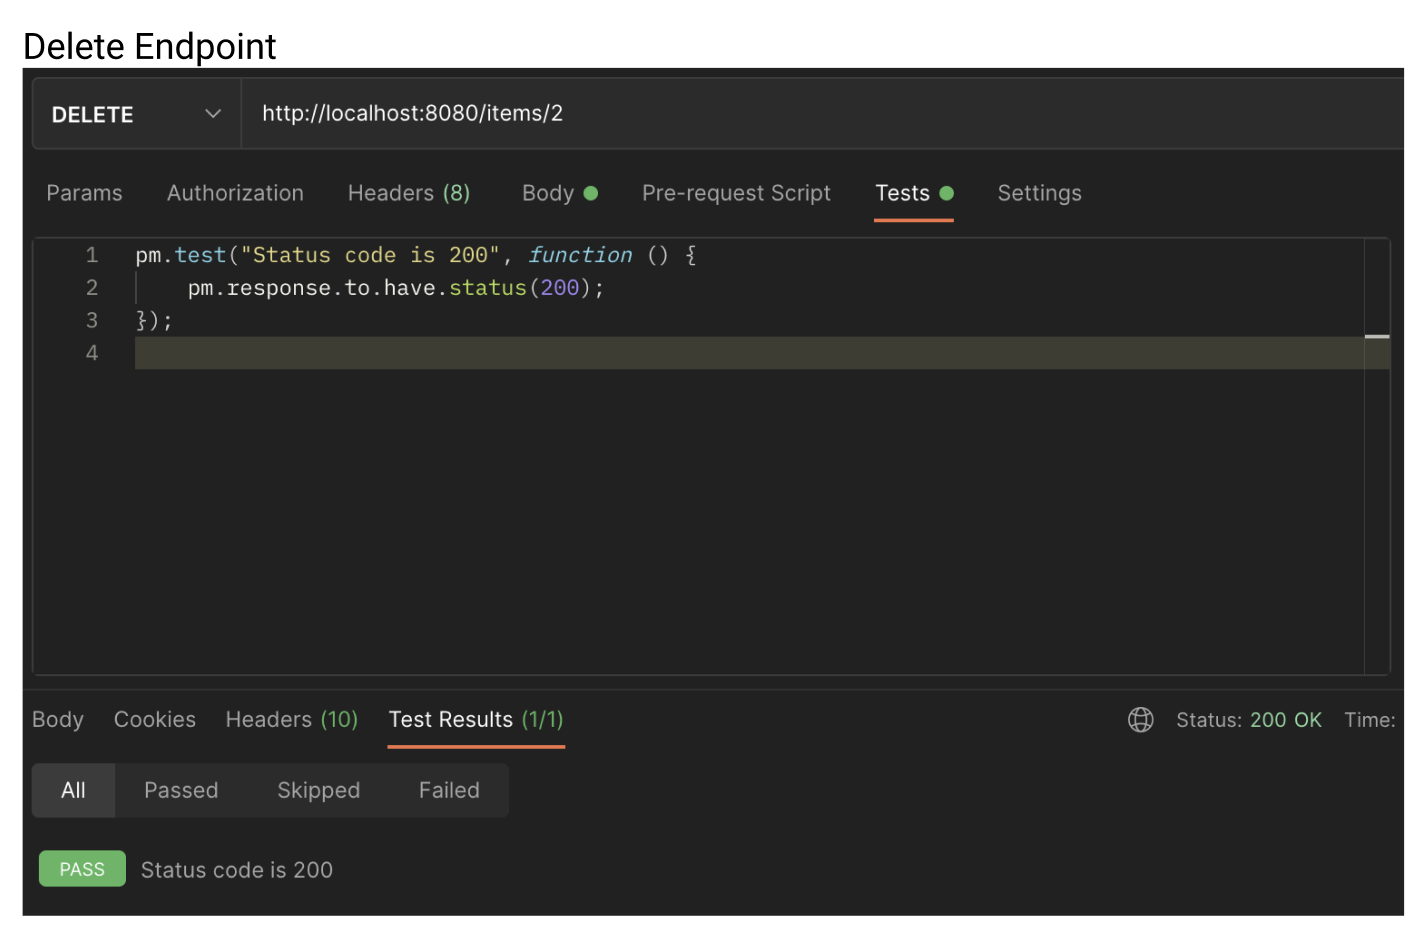 Delete Endpoint
DELETE http://localhost:8080/items/2
Params Authorization Headers (8) Body Pre-request Script Tests Settings
1 pm.test("Status code is 200", function () {
2 pm.response.to.have.status(200);
3 });
4
Body Cookies Headers (10) Test Results (1/1) Status: 200 OK Time:
All Passed Skipped Failed
PASS Status code is 200